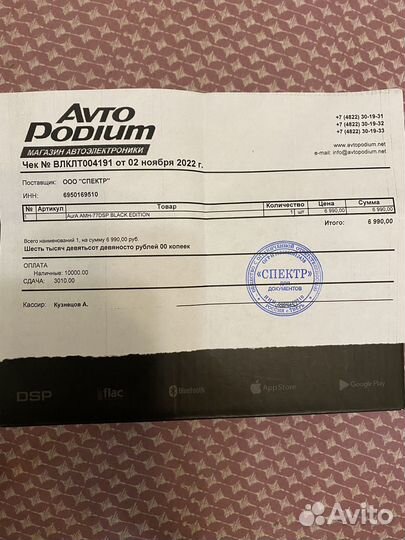 AVTO
PODIUM
МАГАЗИН АВТОЭЛЕКТРОНИКИ
+7 (4822) 30-19-31
+7 (4822) 30-19-32
+7 (4822) 30-19-33
www.avtopodium.net
e-mail: info@avtopodium.net
Чек № ВЛКЛТ004191 от 02 ноября 2022 г.
Поставщик: ООО "СПЕКТР"
ИНН: 6950169510
№ Артикул Товар Количество Цена Сумма
AurA AMH-77DSP BLACK EDITION 1 шт 6 990,00 6 990,00
Итого: 6 990,00
Всего наименований 1, на сумму 6 990,00 руб.
Шесть тысяч девятьсот девяносто рублей 00 копеек
ОПЛАТА
Наличные: 10000.00
СДАЧА: 3010.00
Кассир: Кузнецов А.
«СПЕКТР»
ДЛЯ
ДОКУМЕНТОВ
DSP flac Bluetooth App Store Google Play
Avito